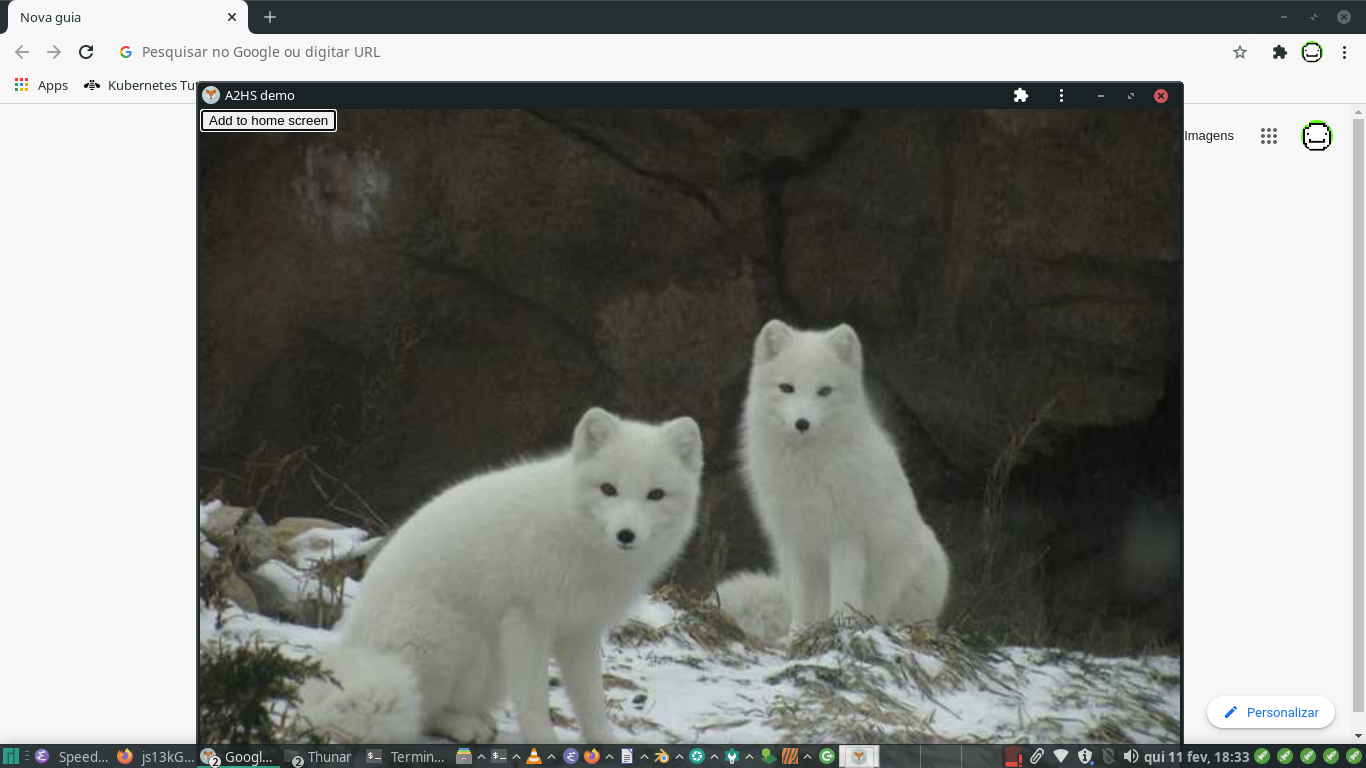 Nova guia
Pesquisar no Google ou digitar URL
Apps
Kubernetes Tut
A2HS demo
Add to home screen
Imagens
Personalizar
Speed...
js13kG...
2
Googl...
2
Thunar
Termin...
qui 11 fev, 18:33